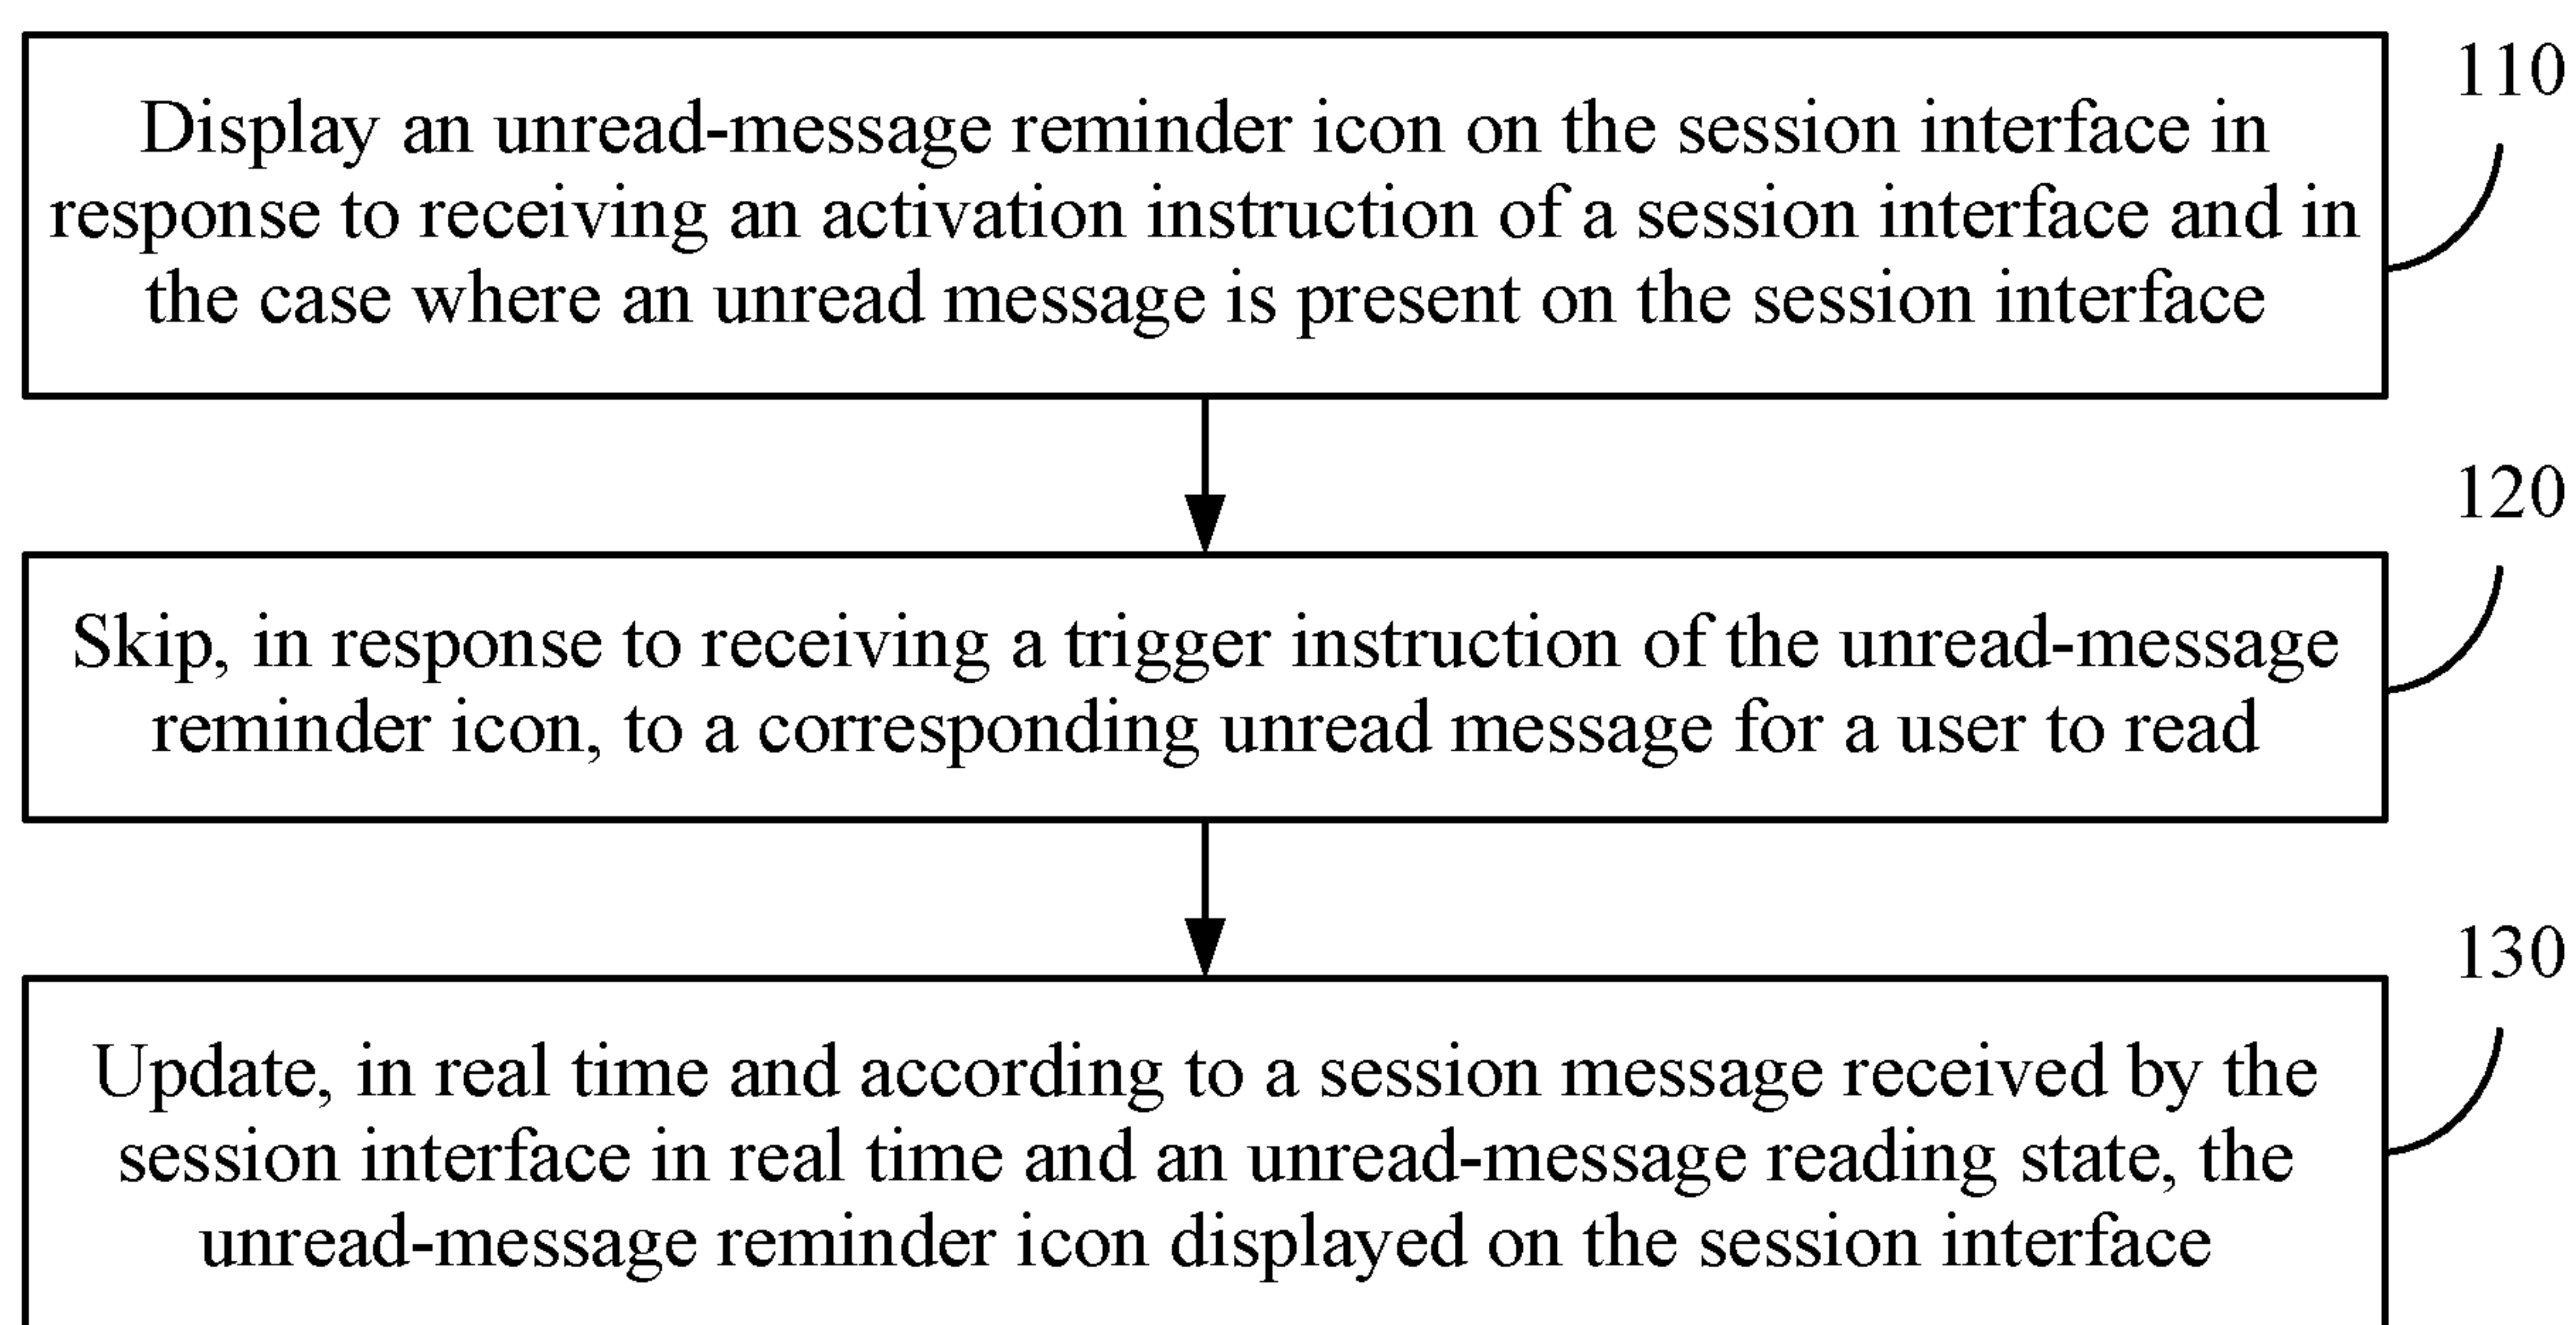 110
Display an unread-message reminder icon on the session interface in
response to receiving an activation instruction of a session interface and in
the case where an unread message is present on the session interface
120
Skip, in response to receiving a trigger instruction of the unread-message
reminder icon, to a corresponding unread message for a user to read
130
Update, in real time and according to a session message received by the
session interface in real time and an unread-message reading state, the
unread-message reminder icon displayed on the session interface